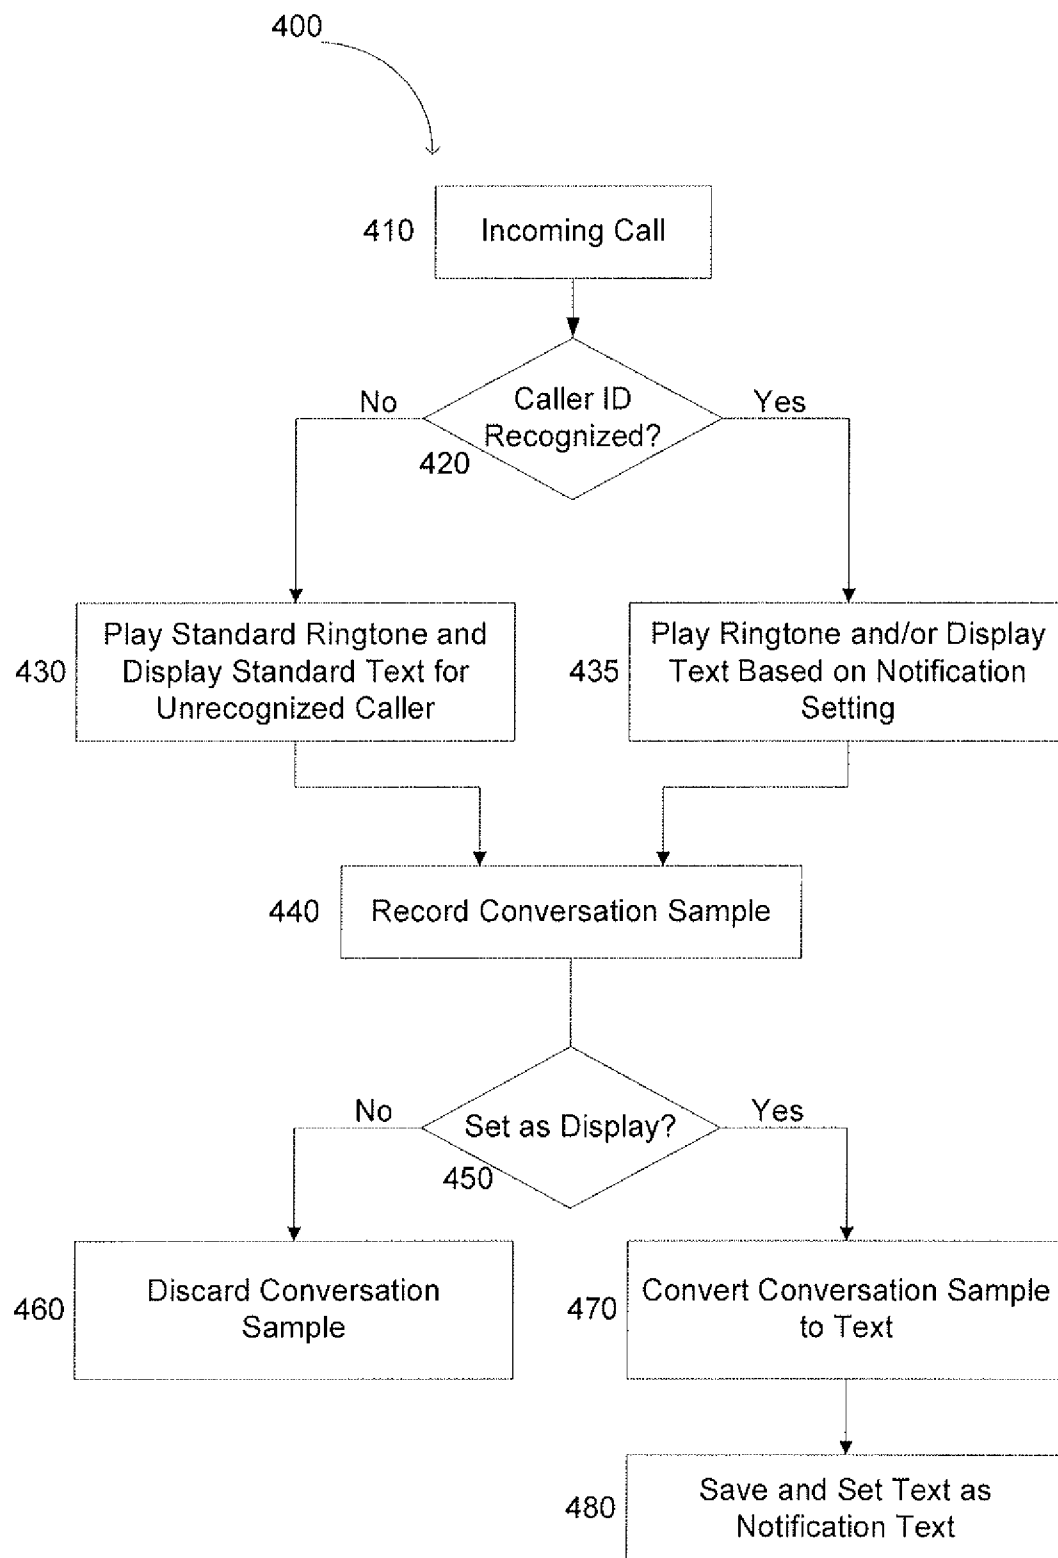 400
410
Incoming Call
No
Caller ID
Recognized?
Yes
420
430
Play Standard Ringtone and
Display Standard Text for
Unrecognized Caller
435
Play Ringtone and/or Display
Text Based on Notification
Setting
440
Record Conversation Sample
No
Set as Display?
Yes
450
460
Discard Conversation
Sample
470
Convert Conversation Sample
to Text
480
Save and Set Text as
Notification Text